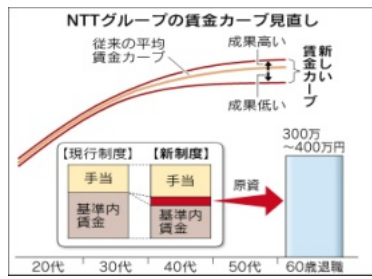 NTTグループの賃金カーブ見直し
従来の平均
賃金カーブ
成果高い
成果低い
新しい
賃金カーブ
【現行制度】
【新制度】
手当
手当
基準内
賃金
基準内
賃金
原資
300万
~400万円
20代
30代
40代
50代
60歳退職